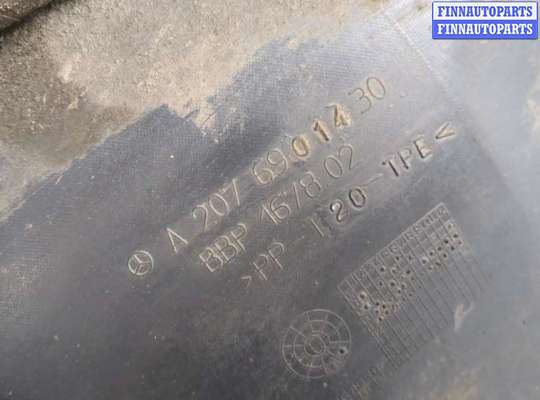 FINNAUTOPARTS
FINNAUTOPARTS
A 207 690 14 30
BBP 167802
>PP-T20-TPE<